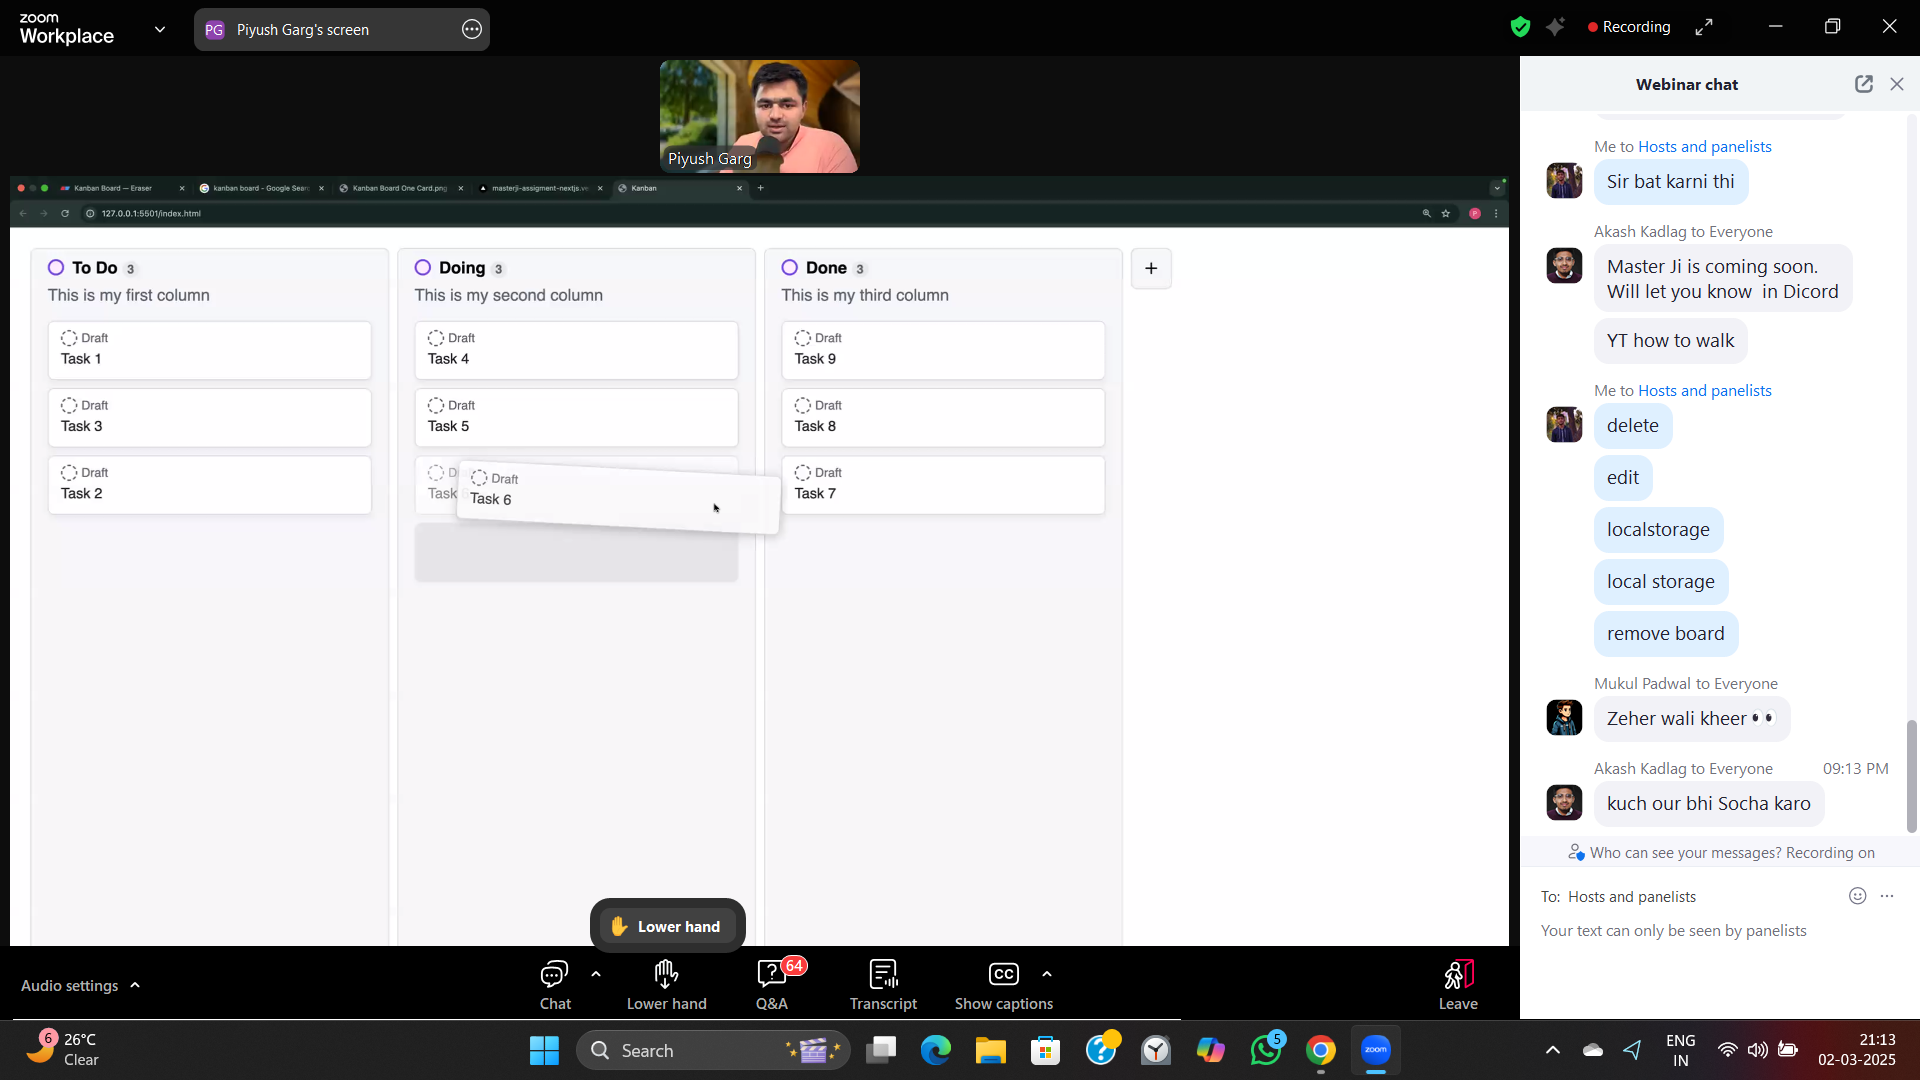 zoom
Workplace
PG Piyush Garg's screen
Recording
Piyush Garg
Kanban Board — Eraser
kanban board - Google Sear
Kanban Board One Card.png
masterji-assigment-nextjs.ve
Kanban
127.0.0.1:5501/index.html
To Do 3
This is my first column
Draft
Task 1
Draft
Task 3
Draft
Task 2
Doing 3
This is my second column
Draft
Task 4
Draft
Task 5
Draft
Task 6
Done 3
This is my third column
Draft
Task 9
Draft
Task 8
Draft
Task 7
+
Lower hand
Audio settings
Chat
Lower hand
64
Q&A
Transcript
CC
Show captions
Leave
Webinar chat
Me to Hosts and panelists
Sir bat karni thi
Akash Kadlag to Everyone
Master Ji is coming soon.
Will let you know in Dicord
YT how to walk
Me to Hosts and panelists
delete
edit
localstorage
local storage
remove board
Mukul Padwal to Everyone
Zeher wali kheer 👀
Akash Kadlag to Everyone 09:13 PM
kuch our bhi Socha karo
Who can see your messages? Recording on
To: Hosts and panelists
Your text can only be seen by panelists
6
26°C
Clear
Search
5
zoom
ENG
IN
21:13
02-03-2025